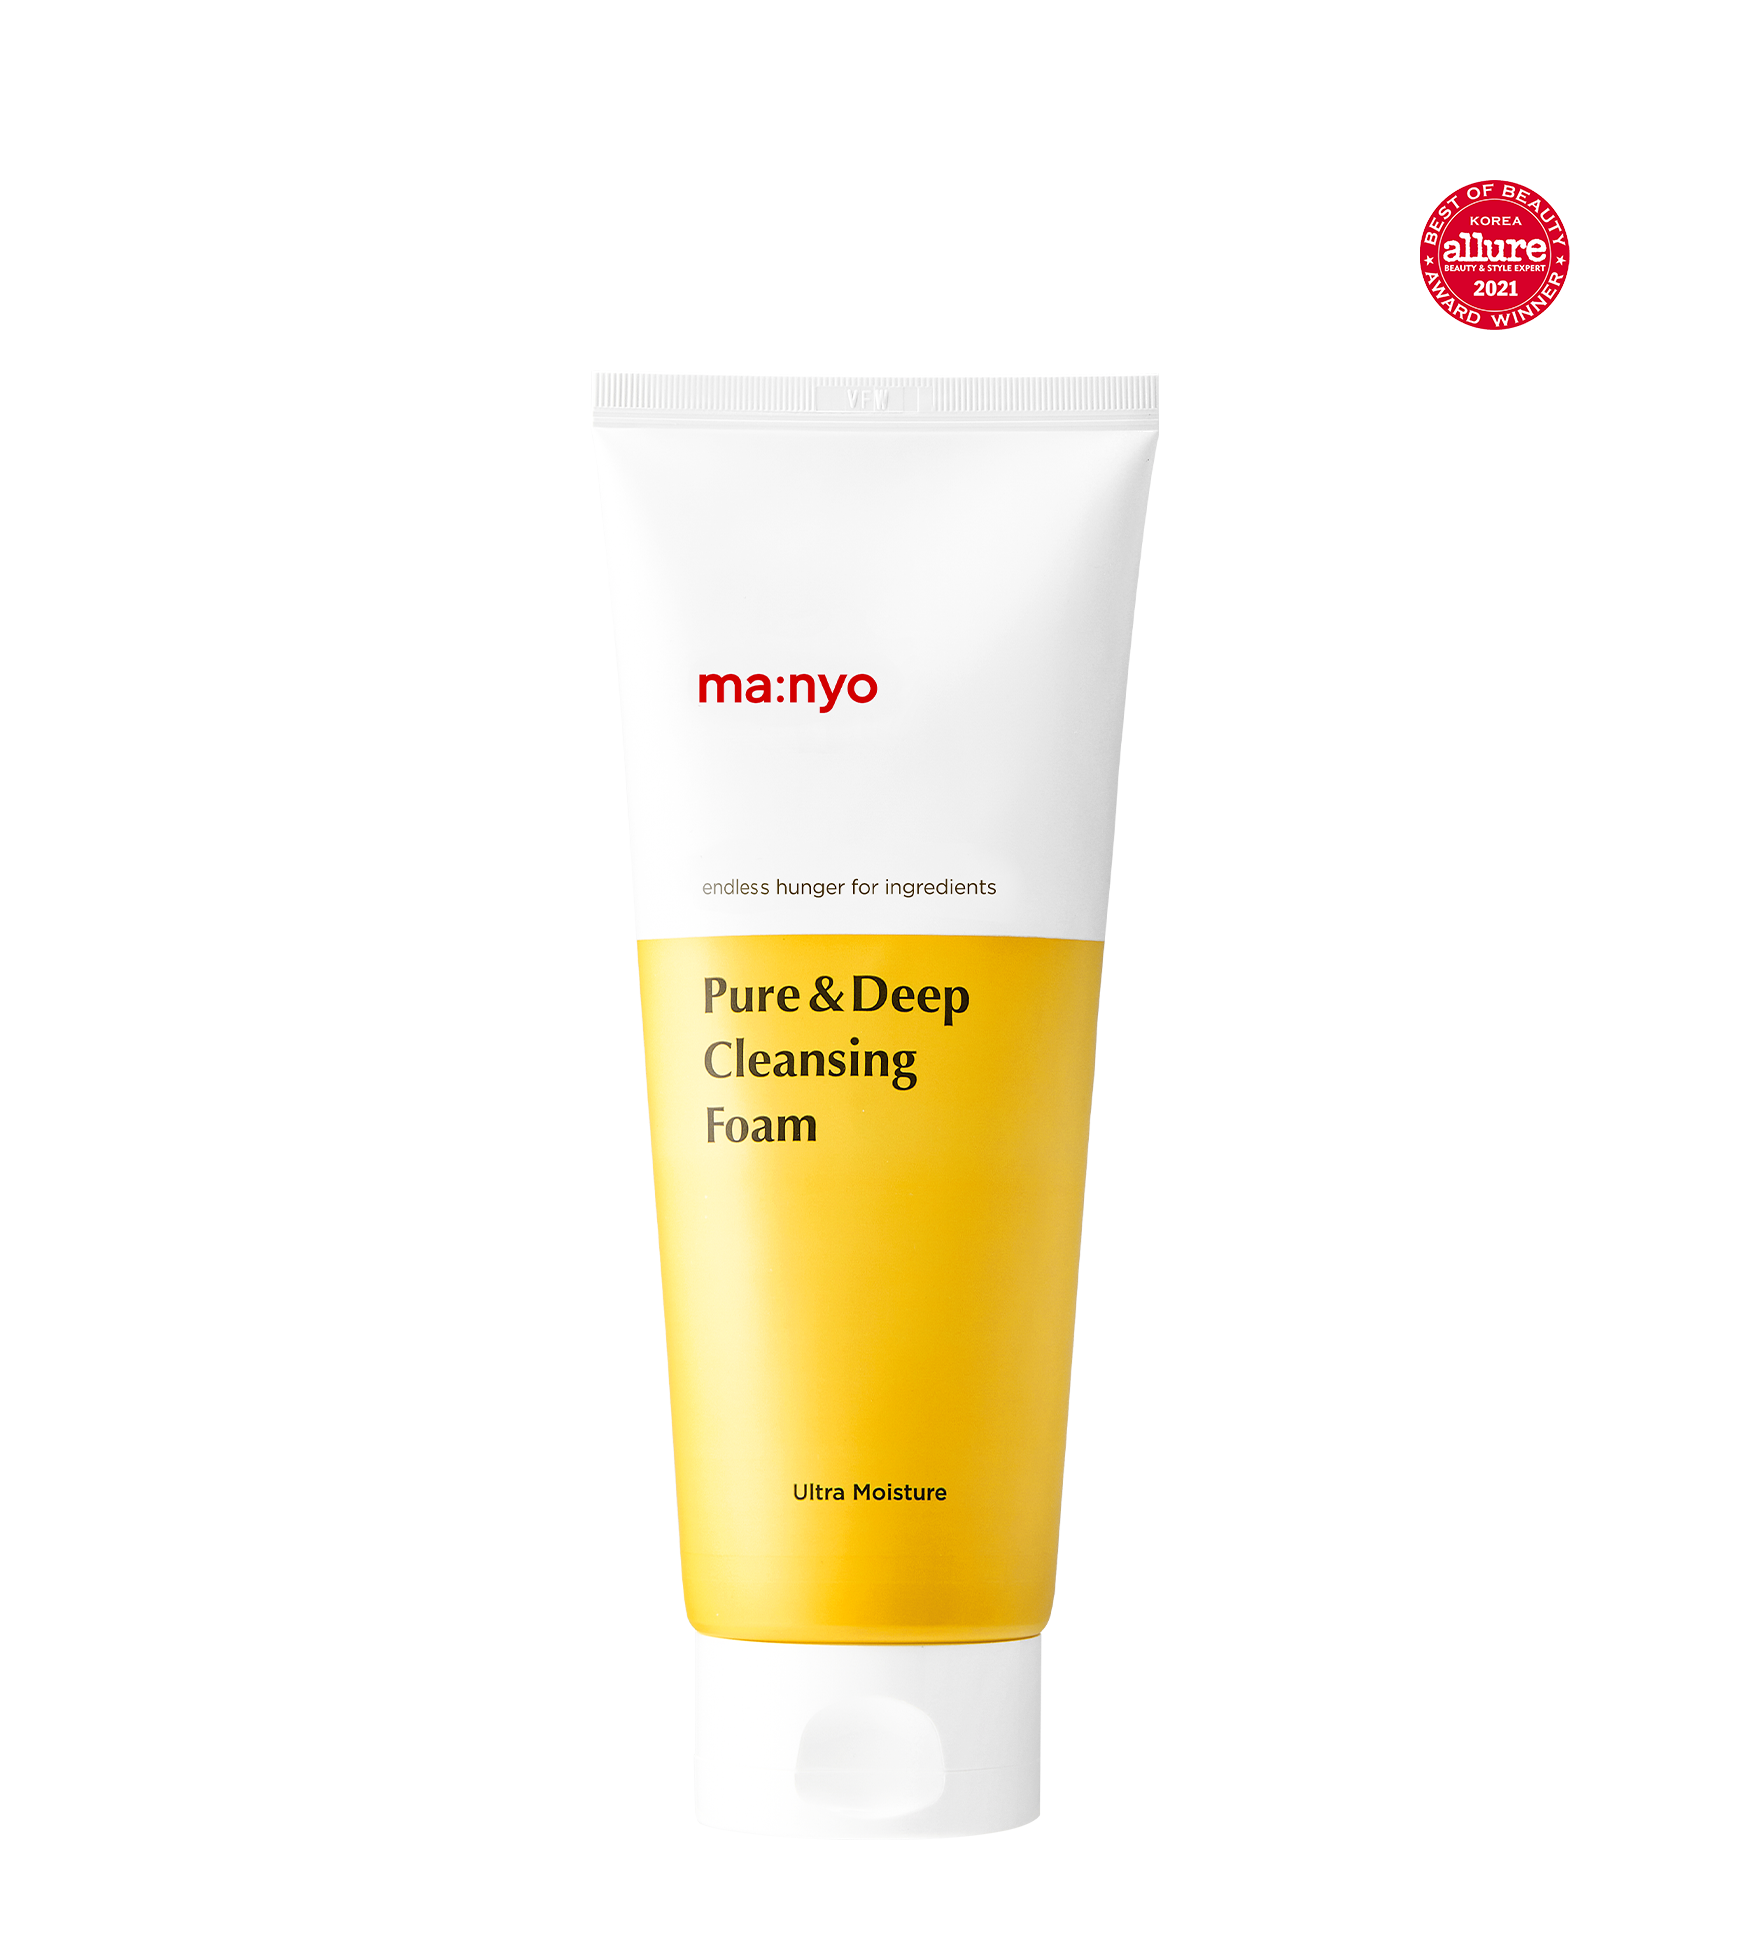 BEST OF BEAUTY
KOREA
allure
BEAUTY & STYLE EXPERT
2021
AWARD WINNER
ma:nyo
endless hunger for ingredients
Pure & Deep
Cleansing
Foam
Ultra Moisture